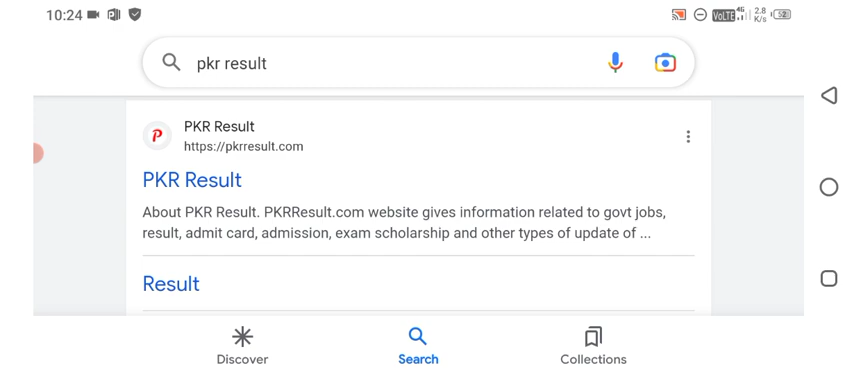 10:24 VoLTE 4G 2.8 K/s 52
pkr result
P PKR Result
https://pkrresult.com
PKR Result
About PKR Result. PKRResult.com website gives information related to govt jobs,
result, admit card, admission, exam scholarship and other types of update of ...
Result
Discover Search Collections